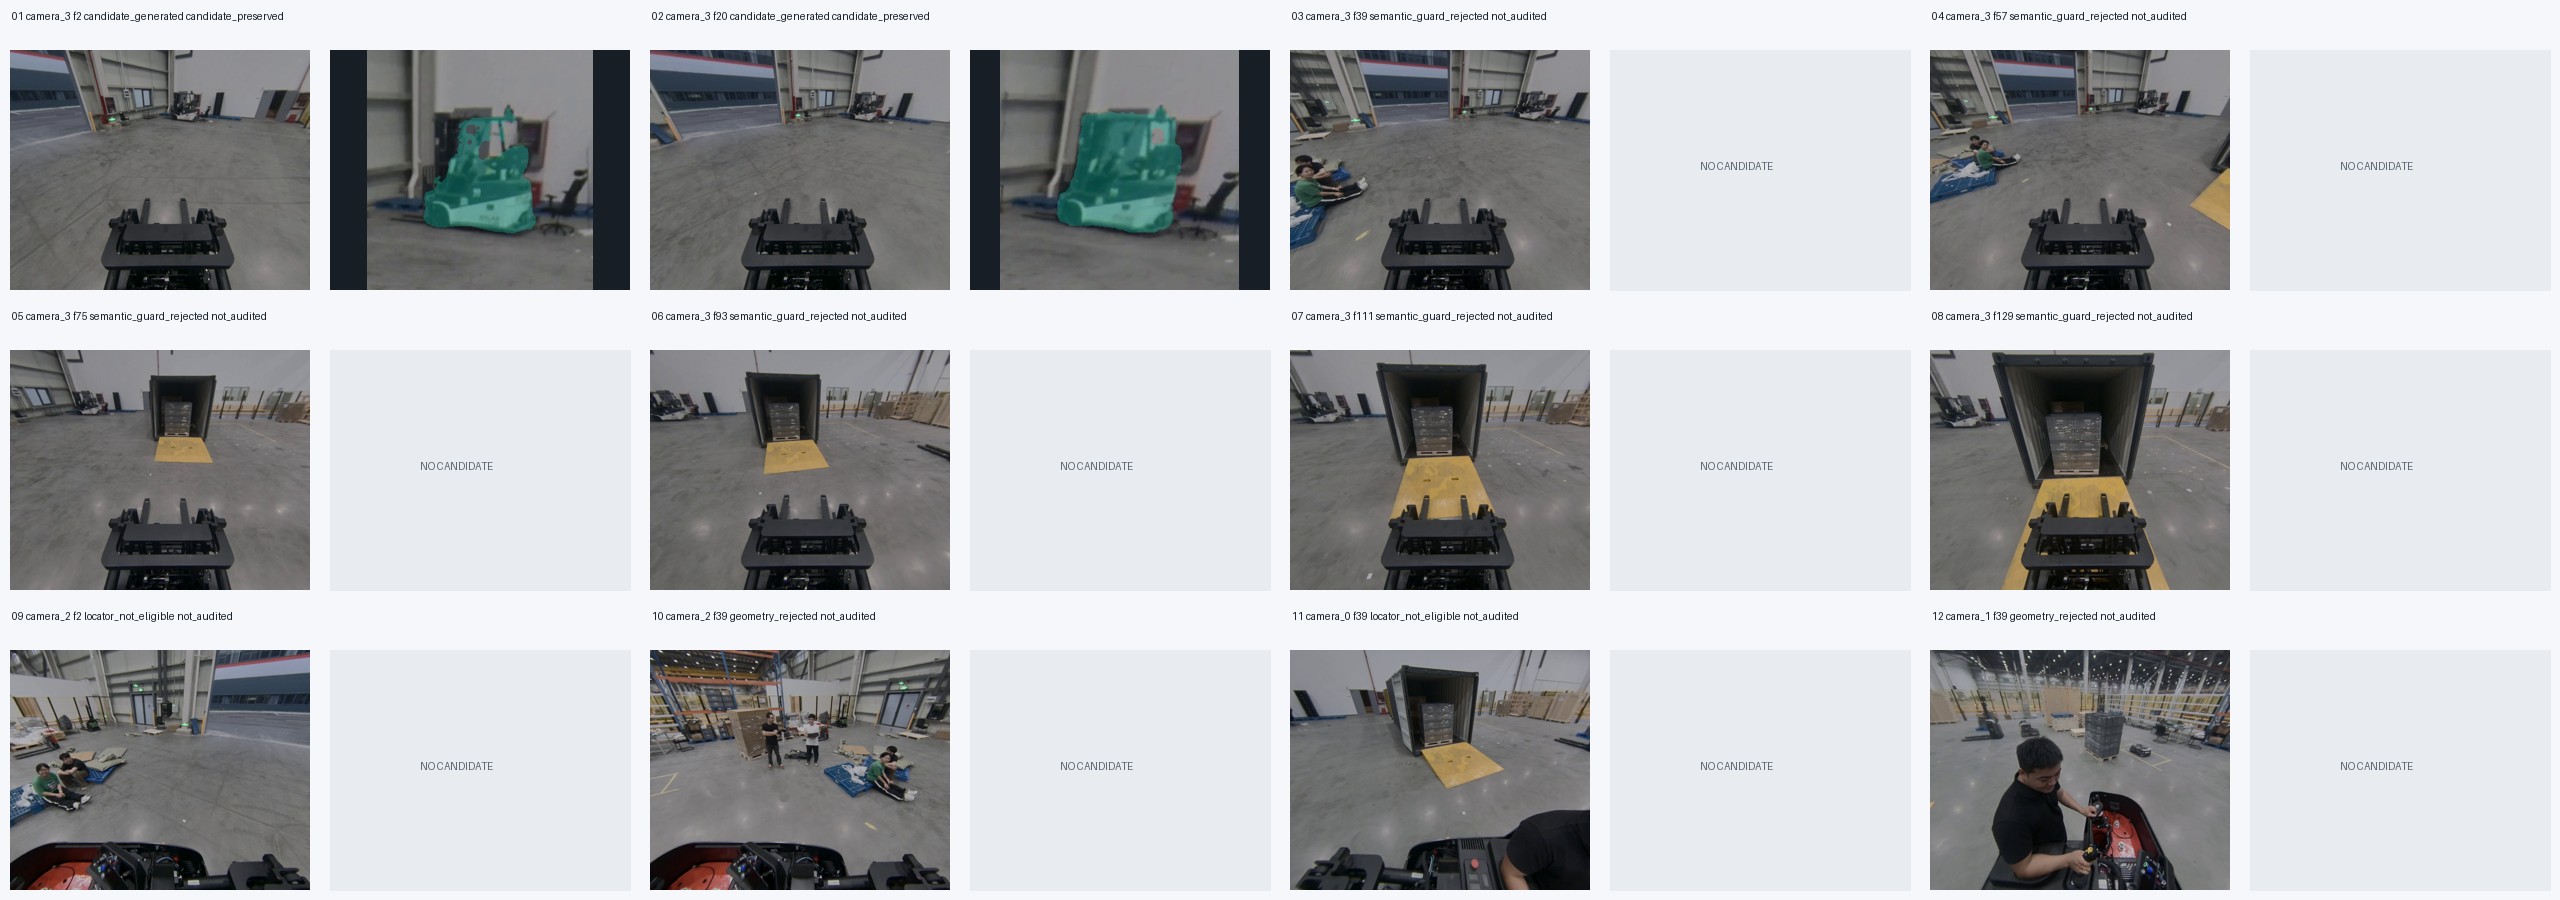 01 camera_3 f2 candidate_generated candidate_preserved
02 camera_3 f20 candidate_generated candidate_preserved
03 camera_3 f39 semantic_guard_rejected not_audited
04 camera_3 f57 semantic_guard_rejected not_audited
NO CANDIDATE
NO CANDIDATE
05 camera_3 f75 semantic_guard_rejected not_audited
06 camera_3 f93 semantic_guard_rejected not_audited
07 camera_3 f111 semantic_guard_rejected not_audited
08 camera_3 f129 semantic_guard_rejected not_audited
NO CANDIDATE
NO CANDIDATE
NO CANDIDATE
NO CANDIDATE
09 camera_2 f2 locator_not_eligible not_audited
10 camera_2 f39 geometry_rejected not_audited
11 camera_0 f39 locator_not_eligible not_audited
12 camera_1 f39 geometry_rejected not_audited
NO CANDIDATE
NO CANDIDATE
NO CANDIDATE
NO CANDIDATE